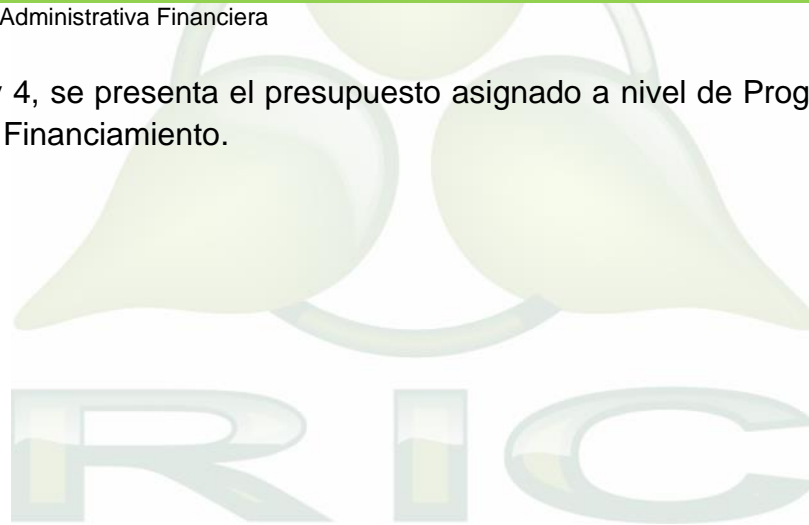 Administrativa Financiera
4, se presenta el presupuesto asignado a nivel de Prog
Financiamiento.
RIC